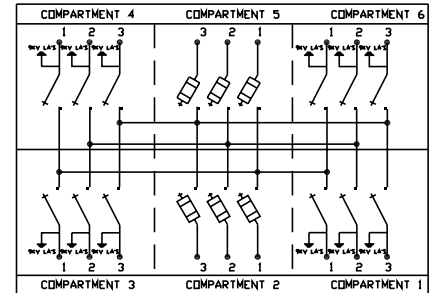 COMPARTMENT 4 COMPARTMENT 5 COMPARTMENT 6
1 2 3 3 2 1 1 2 3
9KV LA'S 9KV LA'S 9KV LA'S 9KV LA'S 9KV LA'S 9KV LA'S
9KV LA'S 9KV LA'S 9KV LA'S 9KV LA'S 9KV LA'S 9KV LA'S
1 2 3 3 2 1 1 2 3
COMPARTMENT 3 COMPARTMENT 2 COMPARTMENT 1